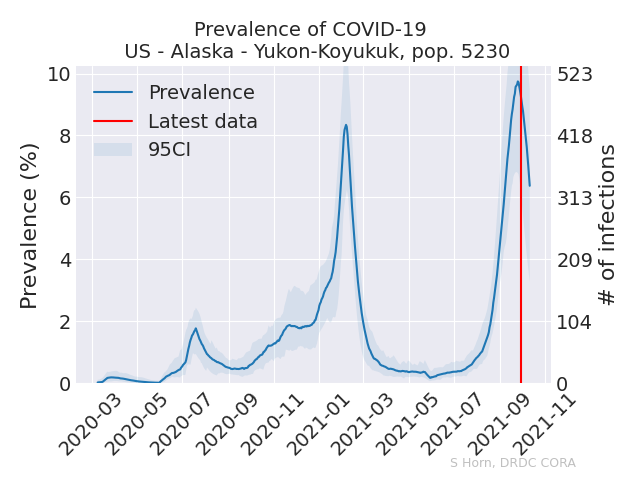 Prevalence of COVID-19
US - Alaska - Yukon-Koyukuk, pop. 5230
Prevalence
Latest data
95CI
Prevalence (%)
10
8
6
4
2
0
523
418
313
209
104
0
# of infections
2020-03
2020-05
2020-07
2020-09
2020-11
2021-01
2021-03
2021-05
2021-07
2021-09
2021-11
S Horn, DRDC CORA